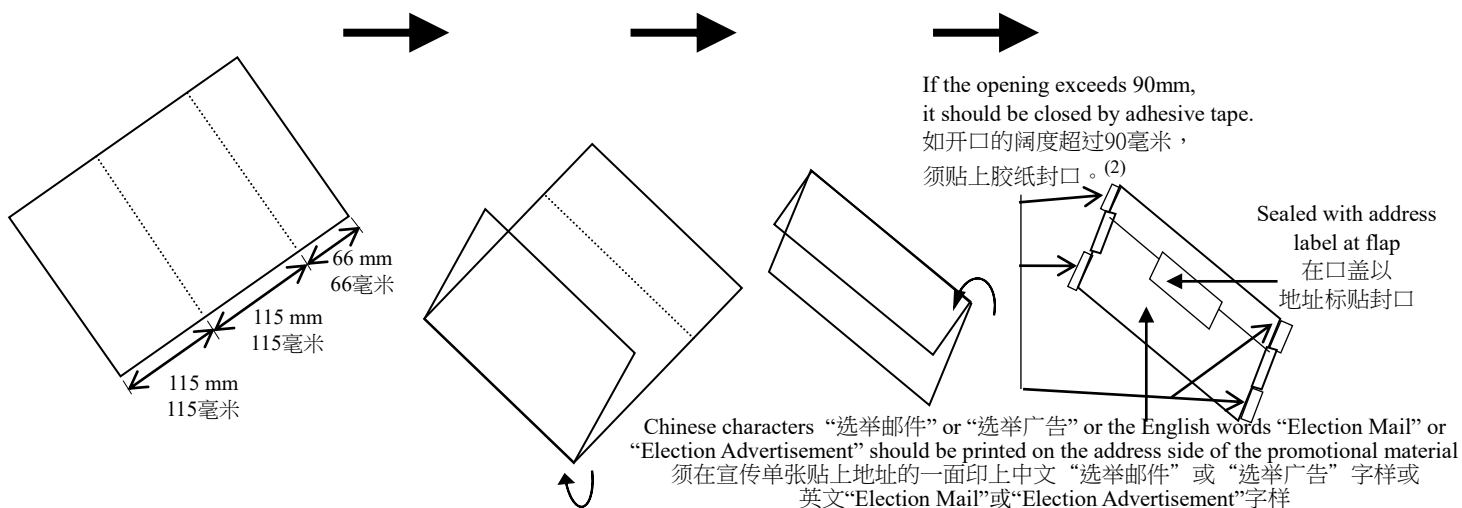 If the opening exceeds 90mm,
it should be closed by adhesive tape.
如开口的阔度超过90毫米，
须贴上胶纸封口。(2)
Sealed with address
label at flap
在口盖以
地址标贴封口
66 mm
66毫米
115 mm
115毫米
115 mm
115毫米
Chinese characters “选举邮件” or “选举广告” or the English words “Election Mail” or
“Election Advertisement” should be printed on the address side of the promotional material
须在宣传单张贴上地址的一面印上中文“选举邮件”或“选举广告”字样或
英文“Election Mail”或“Election Advertisement”字样